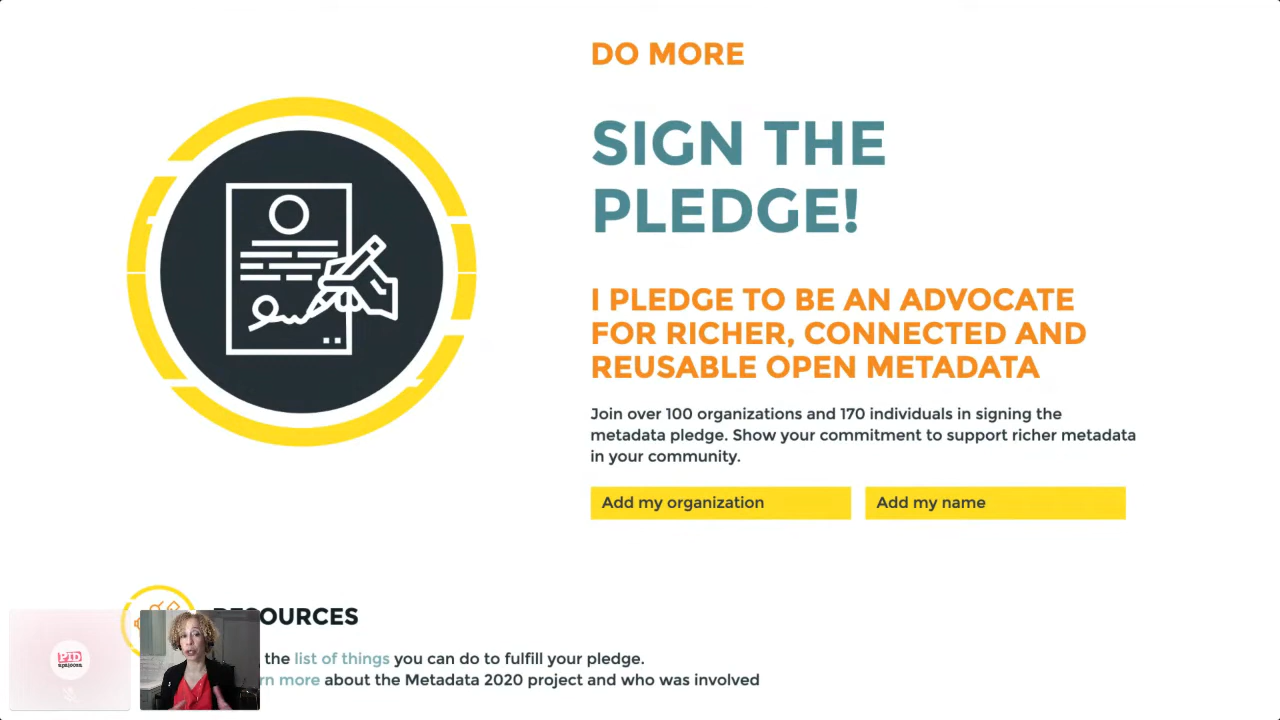 DO MORE
SIGN THE
PLEDGE!
I PLEDGE TO BE AN ADVOCATE
FOR RICHER, CONNECTED AND
REUSABLE OPEN METADATA
Join over 100 organizations and 170 individuals in signing the
metadata pledge. Show your commitment to support richer metadata
in your community.
Add my organization
Add my name
RESOURCES
the list of things you can do to fulfill your pledge.
rn more about the Metadata 2020 project and who was involved
PID
apalooza